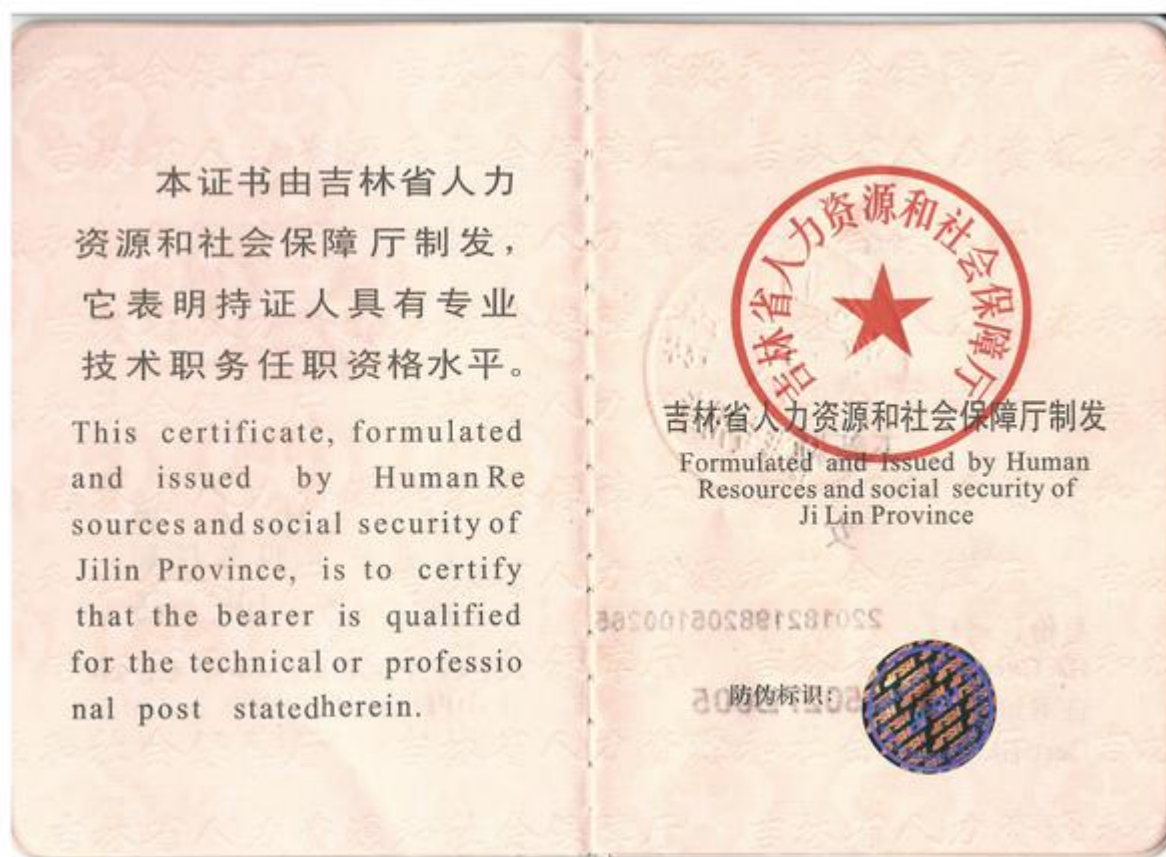 本证书由吉林省人力
资源和社会保障厅制发，
它表明持证人具有专业
技术职务任职资格水平。
This certificate, formulated
and issued by Human Re
sources and social security of
Jilin Province, is to certify
that the bearer is qualified
for the technical or professio
nal post statedherein.
吉林省人力资源和社会保障厅
吉林省人力资源和社会保障厅制发
Formulated and Issued by Human
Resources and social security of
Ji Lin Province
防伪标识: